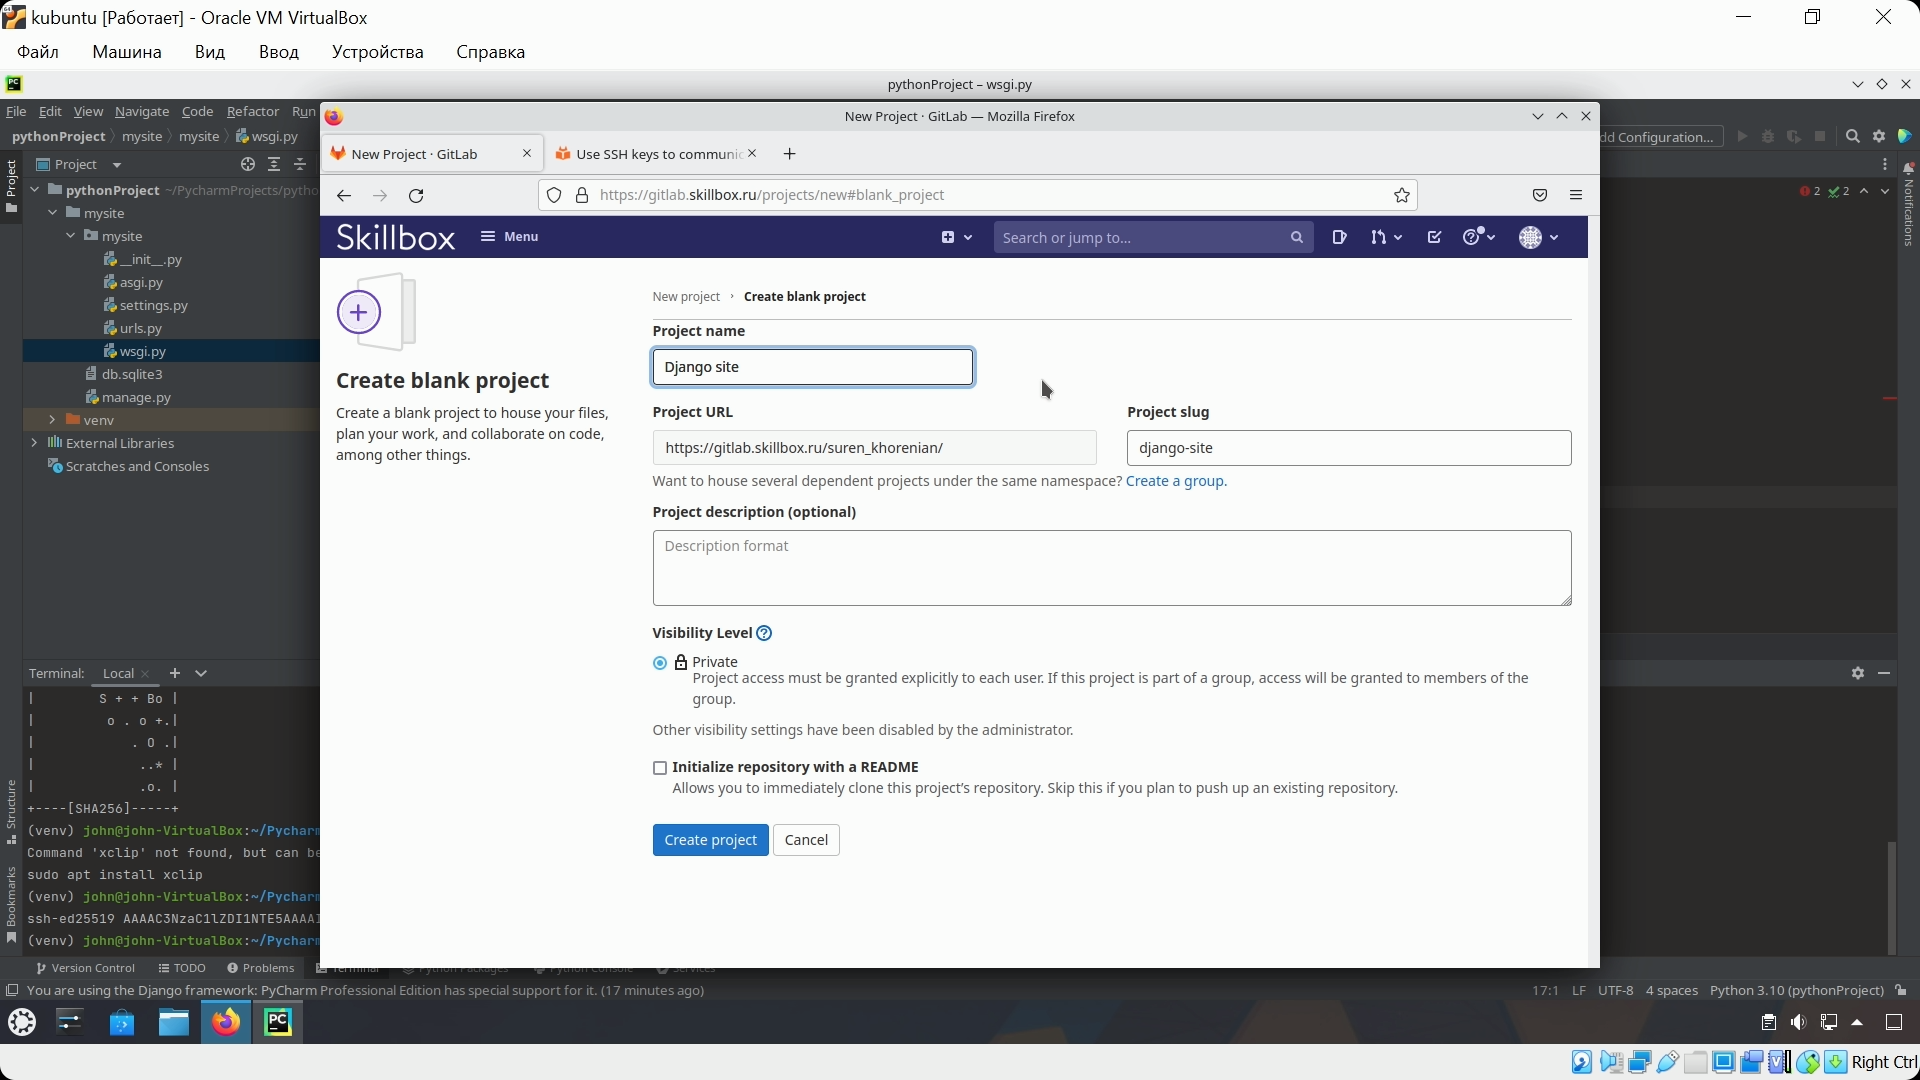 kubuntu [Работает] - Oracle VM VirtualBox
Файл Машина Вид Ввод Устройства Справка
pythonProject – wsgi.py
File Edit View Navigate Code Refactor Run
New Project · GitLab — Mozilla Firefox
pythonProject mysite mysite wsgi.py
dd Configuration...
New Project · GitLab
Use SSH keys to communic
Project
pythonProject ~/PycharmProjects/pytho
2 2
https://gitlab.skillbox.ru/projects/new#blank_project
mysite
mysite
__init__.py
asgi.py
settings.py
urls.py
wsgi.py
db.sqlite3
manage.py
venv
External Libraries
Scratches and Consoles
Project
Structure
Bookmarks
Notifications
Skillbox
Menu
Search or jump to...
New project › Create blank project
Create blank project
Create a blank project to house your files,
plan your work, and collaborate on code,
among other things.
Project name
Django site
Project URL
Project slug
https://gitlab.skillbox.ru/suren_khorenian/
django-site
Want to house several dependent projects under the same namespace? Create a group.
Project description (optional)
Description format
Visibility Level
Private
Project access must be granted explicitly to each user. If this project is part of a group, access will be granted to members of the
group.
Other visibility settings have been disabled by the administrator.
Initialize repository with a README
Allows you to immediately clone this project's repository. Skip this if you plan to push up an existing repository.
Create project
Cancel
Terminal: Local
| S + + Bo |
| o . o +.|
| . O .|
| ..* |
| .o. |
+----[SHA256]-----+
(venv) john@john-VirtualBox:~/Pycharm
Command 'xclip' not found, but can be
sudo apt install xclip
(venv) john@john-VirtualBox:~/Pycharm
ssh-ed25519 AAAAC3NzaC1lZDI1NTE5AAAAI
(venv) john@john-VirtualBox:~/Pycharm
Version Control TODO Problems Terminal Python Packages Python Console Services
You are using the Django framework: PyCharm Professional Edition has special support for it. (17 minutes ago)
17:1 LF UTF-8 4 spaces Python 3.10 (pythonProject)
Right Ctrl